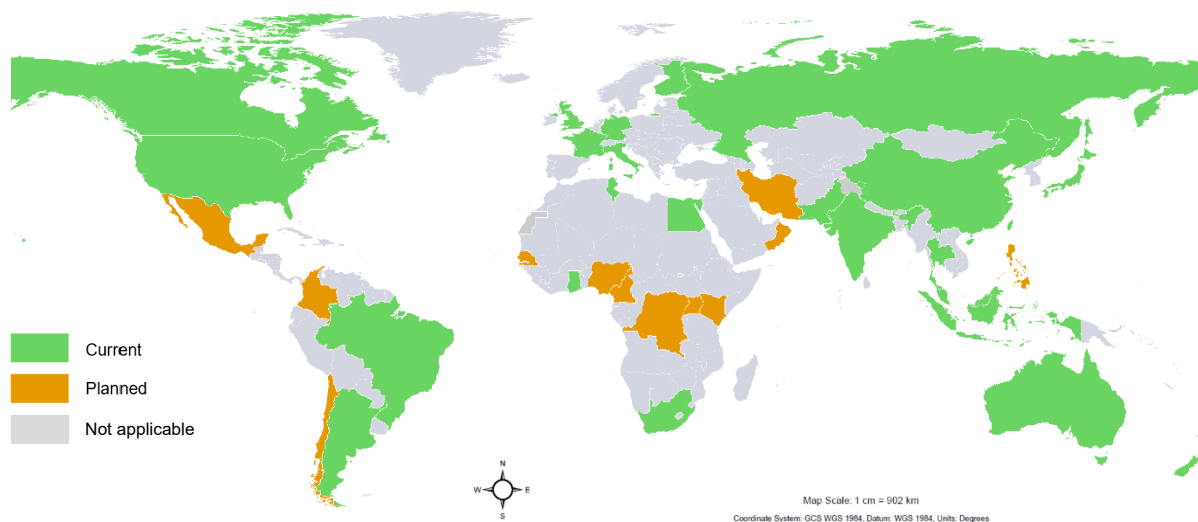 Current
Planned
Not applicable
N
W E
S
Map Scale: 1 cm = 902 km
Coordinate System: GCS WGS 1984, Datum: WGS 1984, Units: Degrees